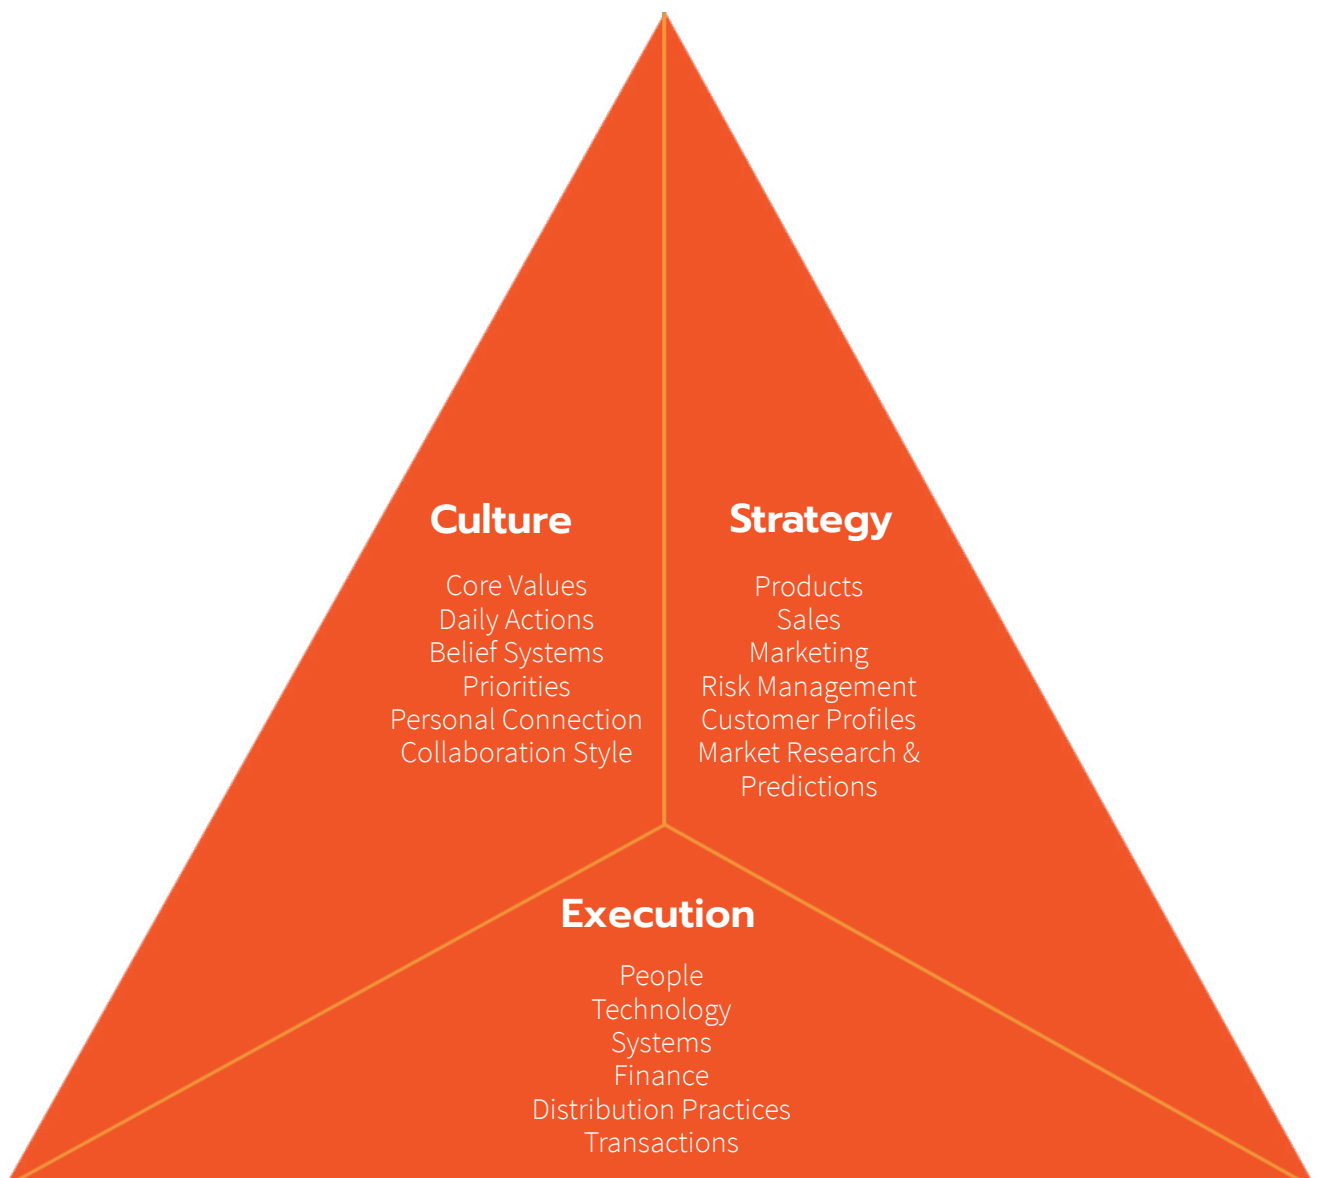 Culture
Core Values
Daily Actions
Belief Systems
Priorities
Personal Connection
Collaboration Style
Strategy
Products
Sales
Marketing
Risk Management
Customer Profiles
Market Research &
Predictions
Execution
People
Technology
Systems
Finance
Distribution Practices
Transactions